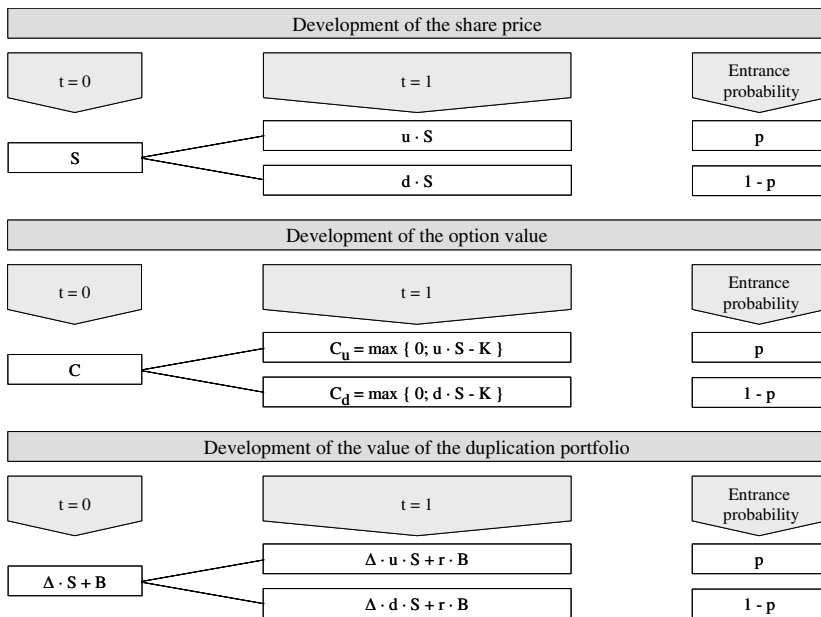 Development of the share price
t = 0
t = 1
Entrance
probability
S
u · S
p
d · S
1 - p
Development of the option value
t = 0
t = 1
Entrance
probability
C
C_u = max { 0; u · S - K }
p
C_d = max { 0; d · S - K }
1 - p
Development of the value of the duplication portfolio
t = 0
t = 1
Entrance
probability
Δ · S + B
Δ · u · S + r · B
p
Δ · d · S + r · B
1 - p